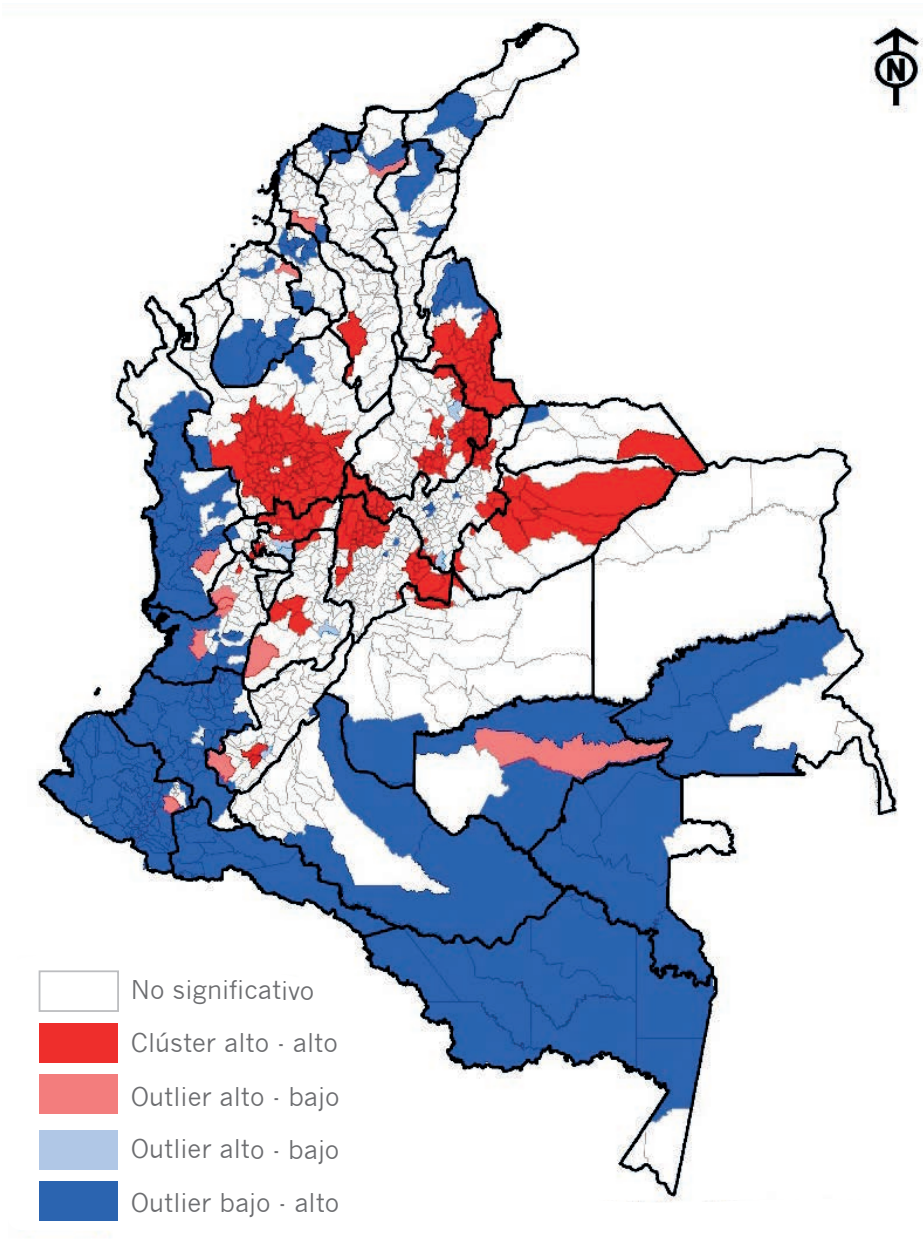 N
No significativo
Clúster alto - alto
Outlier alto - bajo
Outlier alto - bajo
Outlier bajo - alto